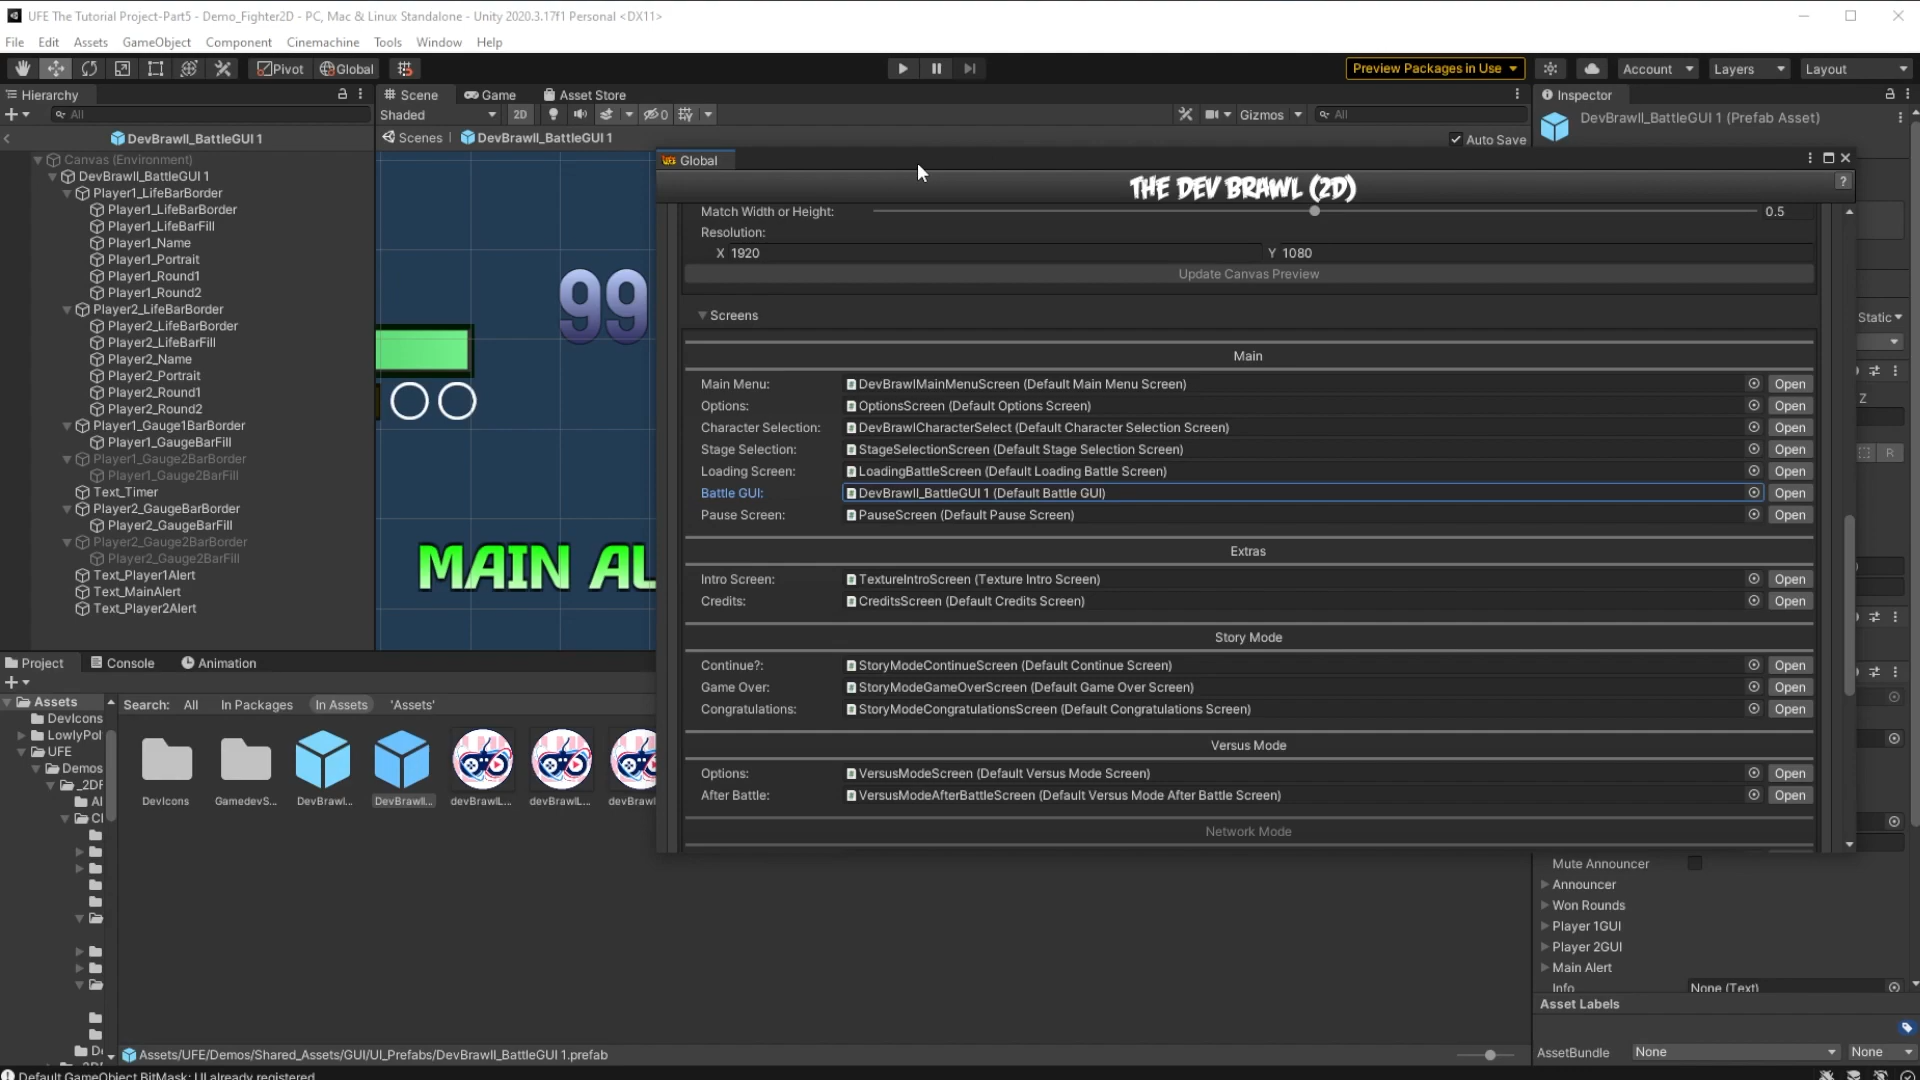 UFE The Tutorial Project-Part5 - Demo_Fighter2D - PC, Mac & Linux Standalone - Unity 2020.3.17f1 Personal <DX11>
File Edit Assets GameObject Component Cinemachine Tools Window Help
Pivot Global Preview Packages in Use Account Layers Layout
Hierarchy
All
DevBrawlI_BattleGUI 1
Canvas (Environment)
DevBrawlI_BattleGUI 1
Player1_LifeBarBorder
Player1_LifeBarBorder
Player1_LifeBarFill
Player1_Name
Player1_Portrait
Player1_Round1
Player1_Round2
Player2_LifeBarBorder
Player2_LifeBarBorder
Player2_LifeBarFill
Player2_Name
Player2_Portrait
Player2_Round1
Player2_Round2
Player1_Gauge1BarBorder
Player1_GaugeBarFill
Player1_Gauge2BarBorder
Player1_Gauge2BarFill
Text_Timer
Player2_GaugeBarBorder
Player2_GaugeBarFill
Player2_Gauge2BarBorder
Player2_Gauge2BarFill
Text_Player1Alert
Text_MainAlert
Text_Player2Alert
Scene Game Asset Store
Shaded 2D 0 Gizmos All
Scenes DevBrawlI_BattleGUI 1 Auto Save
99
MAIN AL
UFE Global
THE DEV BRAWL (2D)
?
Match Width or Height: 0.5
Resolution:
X 1920 Y 1080
Update Canvas Preview
Screens
Main
Main Menu: DevBrawlMainMenuScreen (Default Main Menu Screen) Open
Options: OptionsScreen (Default Options Screen) Open
Character Selection: DevBrawlCharacterSelect (Default Character Selection Screen) Open
Stage Selection: StageSelectionScreen (Default Stage Selection Screen) Open
Loading Screen: LoadingBattleScreen (Default Loading Battle Screen) Open
Battle GUI: DevBrawlI_BattleGUI 1 (Default Battle GUI) Open
Pause Screen: PauseScreen (Default Pause Screen) Open
Extras
Intro Screen: TextureIntroScreen (Texture Intro Screen) Open
Credits: CreditsScreen (Default Credits Screen) Open
Story Mode
Continue?: StoryModeContinueScreen (Default Continue Screen) Open
Game Over: StoryModeGameOverScreen (Default Game Over Screen) Open
Congratulations: StoryModeCongratulationsScreen (Default Congratulations Screen) Open
Versus Mode
Options: VersusModeScreen (Default Versus Mode Screen) Open
After Battle: VersusModeAfterBattleScreen (Default Versus Mode After Battle Screen) Open
Network Mode
Inspector
DevBrawlI_BattleGUI 1 (Prefab Asset)
Static
Z
R
Mute Announcer
Announcer
Won Rounds
Player 1GUI
Player 2GUI
Main Alert
Info None (Text)
Asset Labels
AssetBundle None None
Project Console Animation
Assets
DevIcons
LowlyPol
UFE
Demos
_2DF
AI
Cl
De
Search: All In Packages In Assets 'Assets'
DevIcons GamedevS... DevBrawl... DevBrawlI... devBrawlL... devBrawlL... devBrawl
Assets/UFE/Demos/Shared_Assets/GUI/UI_Prefabs/DevBrawlI_BattleGUI 1.prefab
Default GameObject BitMask: UI already registered